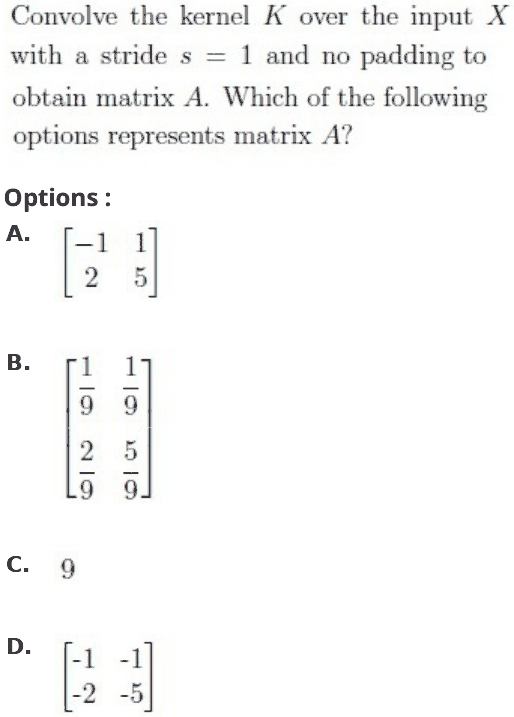 Convolve the kernel K over the input X
with a stride s = 1 and no padding to
obtain matrix A. Which of the following
options represents matrix A?
Options :
A.
[−1 1
2 5]
B.
[1/9 1/9
2/9 5/9]
C. 9
D.
[-1 -1
-2 -5]